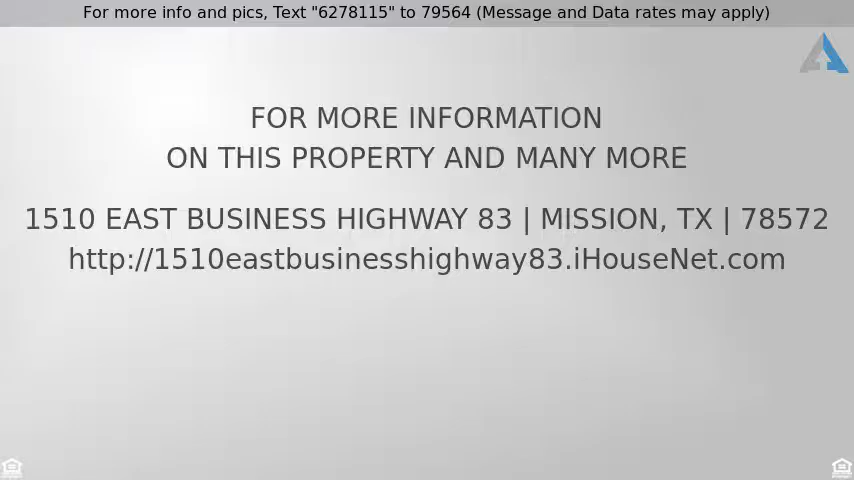 For more info and pics, Text "6278115" to 79564 (Message and Data rates may apply)
FOR MORE INFORMATION
ON THIS PROPERTY AND MANY MORE
1510 EAST BUSINESS HIGHWAY 83 | MISSION, TX | 78572
http://1510eastbusinesshighway83.iHouseNet.com